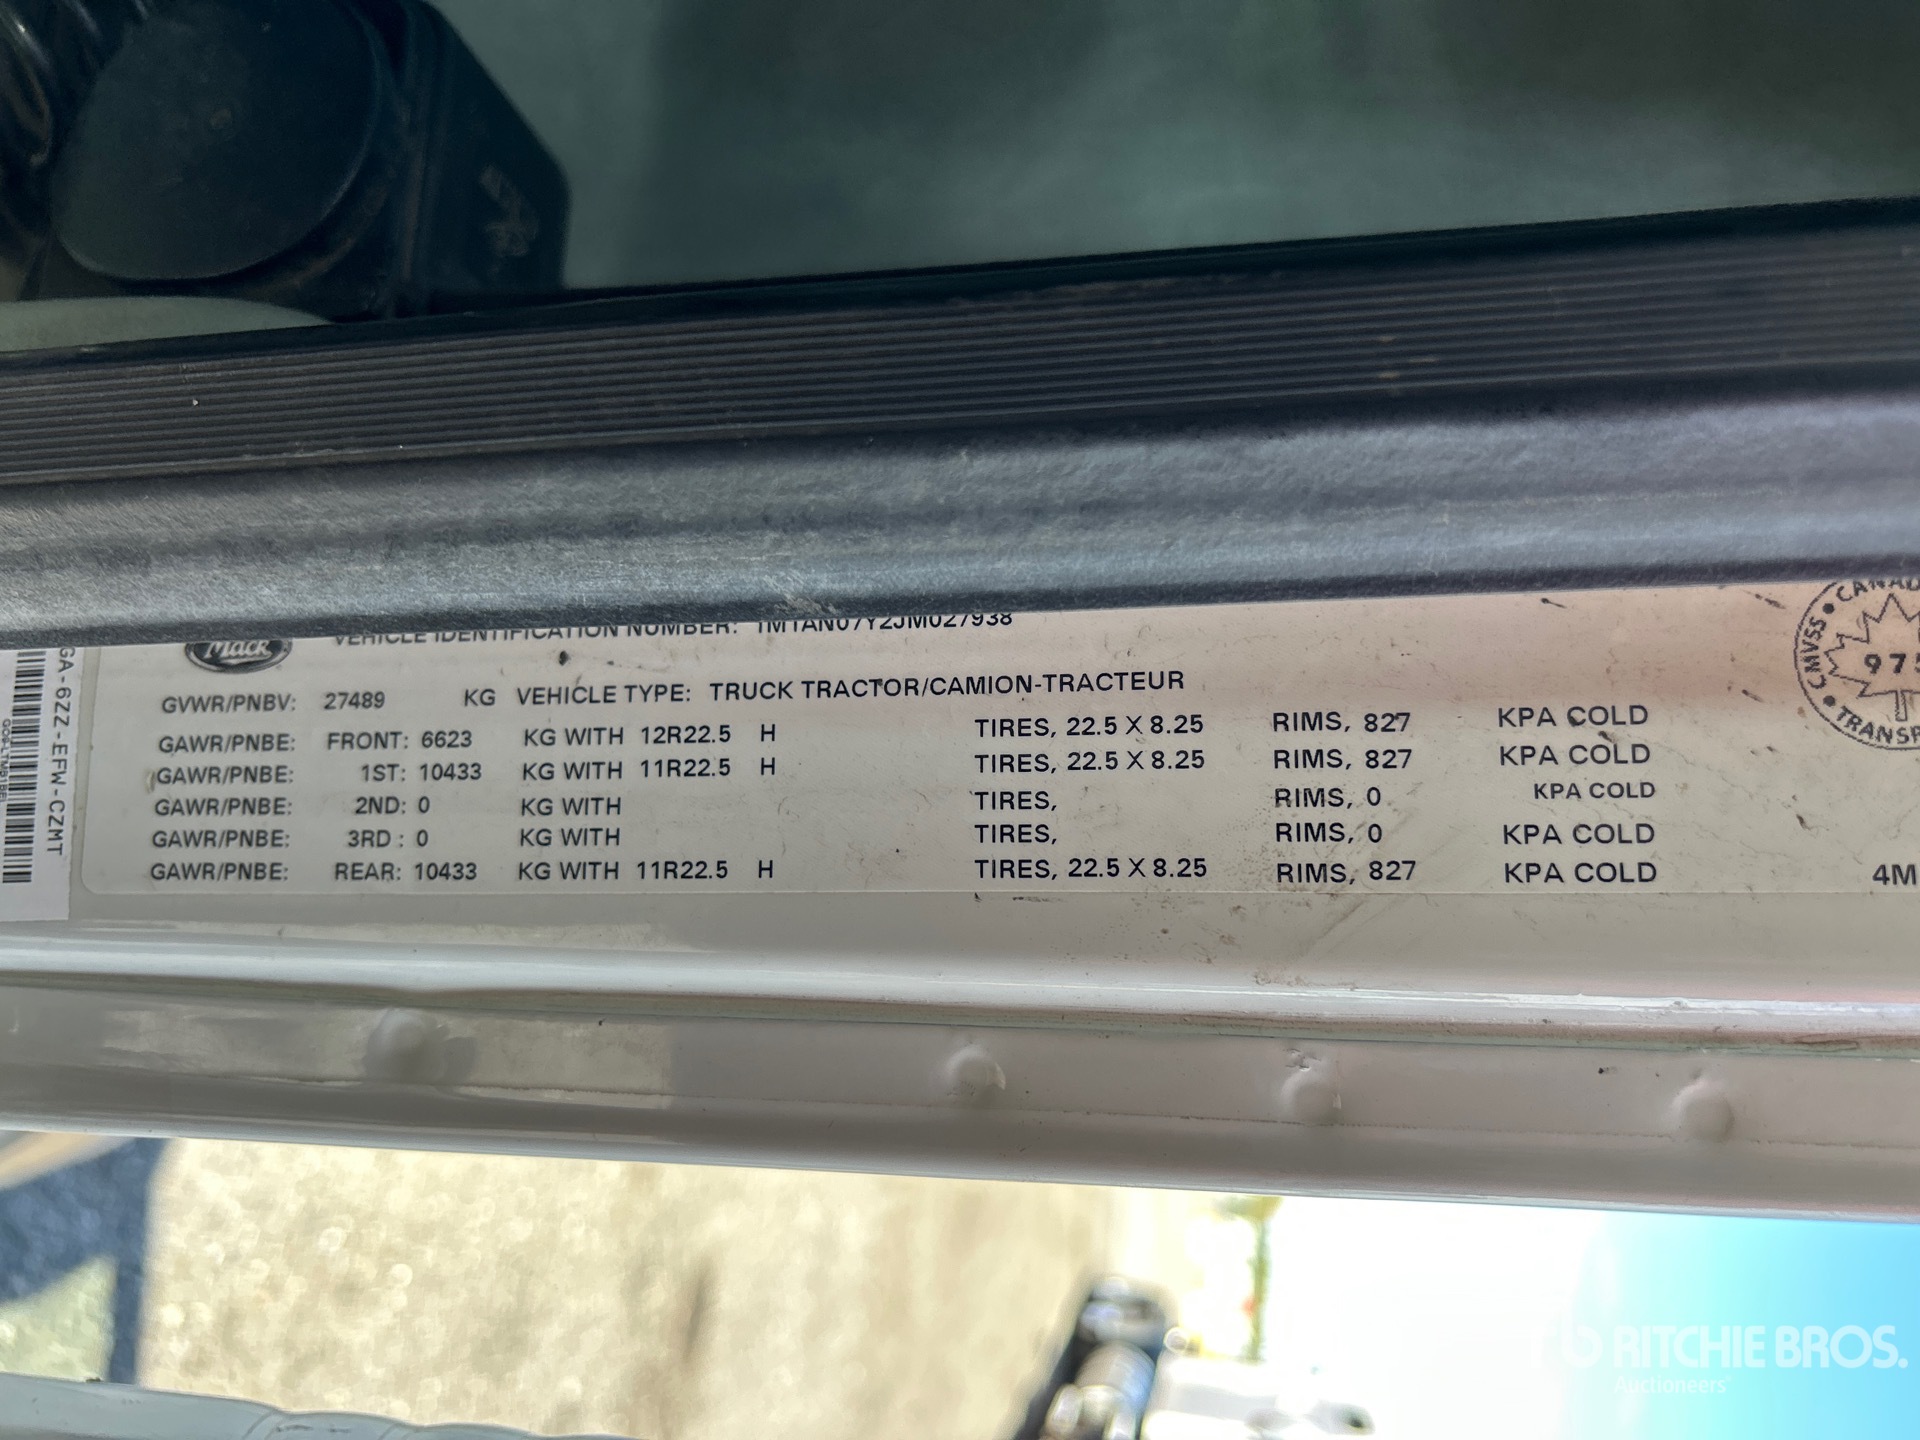 Mack
VEHICLE IDENTIFICATION NUMBER: 1M1AN07Y2JM027938
GVWR/PNBV: 27489 KG VEHICLE TYPE: TRUCK TRACTOR/CAMION-TRACTEUR
GAWR/PNBE: FRONT: 6623 KG WITH 12R22.5 H TIRES, 22.5 X 8.25 RIMS, 827 KPA COLD
GAWR/PNBE: 1ST: 10433 KG WITH 11R22.5 H TIRES, 22.5 X 8.25 RIMS, 827 KPA COLD
GAWR/PNBE: 2ND: 0 KG WITH TIRES, RIMS, 0 KPA COLD
GAWR/PNBE: 3RD : 0 KG WITH TIRES, RIMS, 0 KPA COLD
GAWR/PNBE: REAR: 10433 KG WITH 11R22.5 H TIRES, 22.5 X 8.25 RIMS, 827 KPA COLD
4M
GA-6ZZ-EFW-CZMT
CMVSS • CANAD
975
• TRANSP
RITCHIE BROS.
Auctioneers